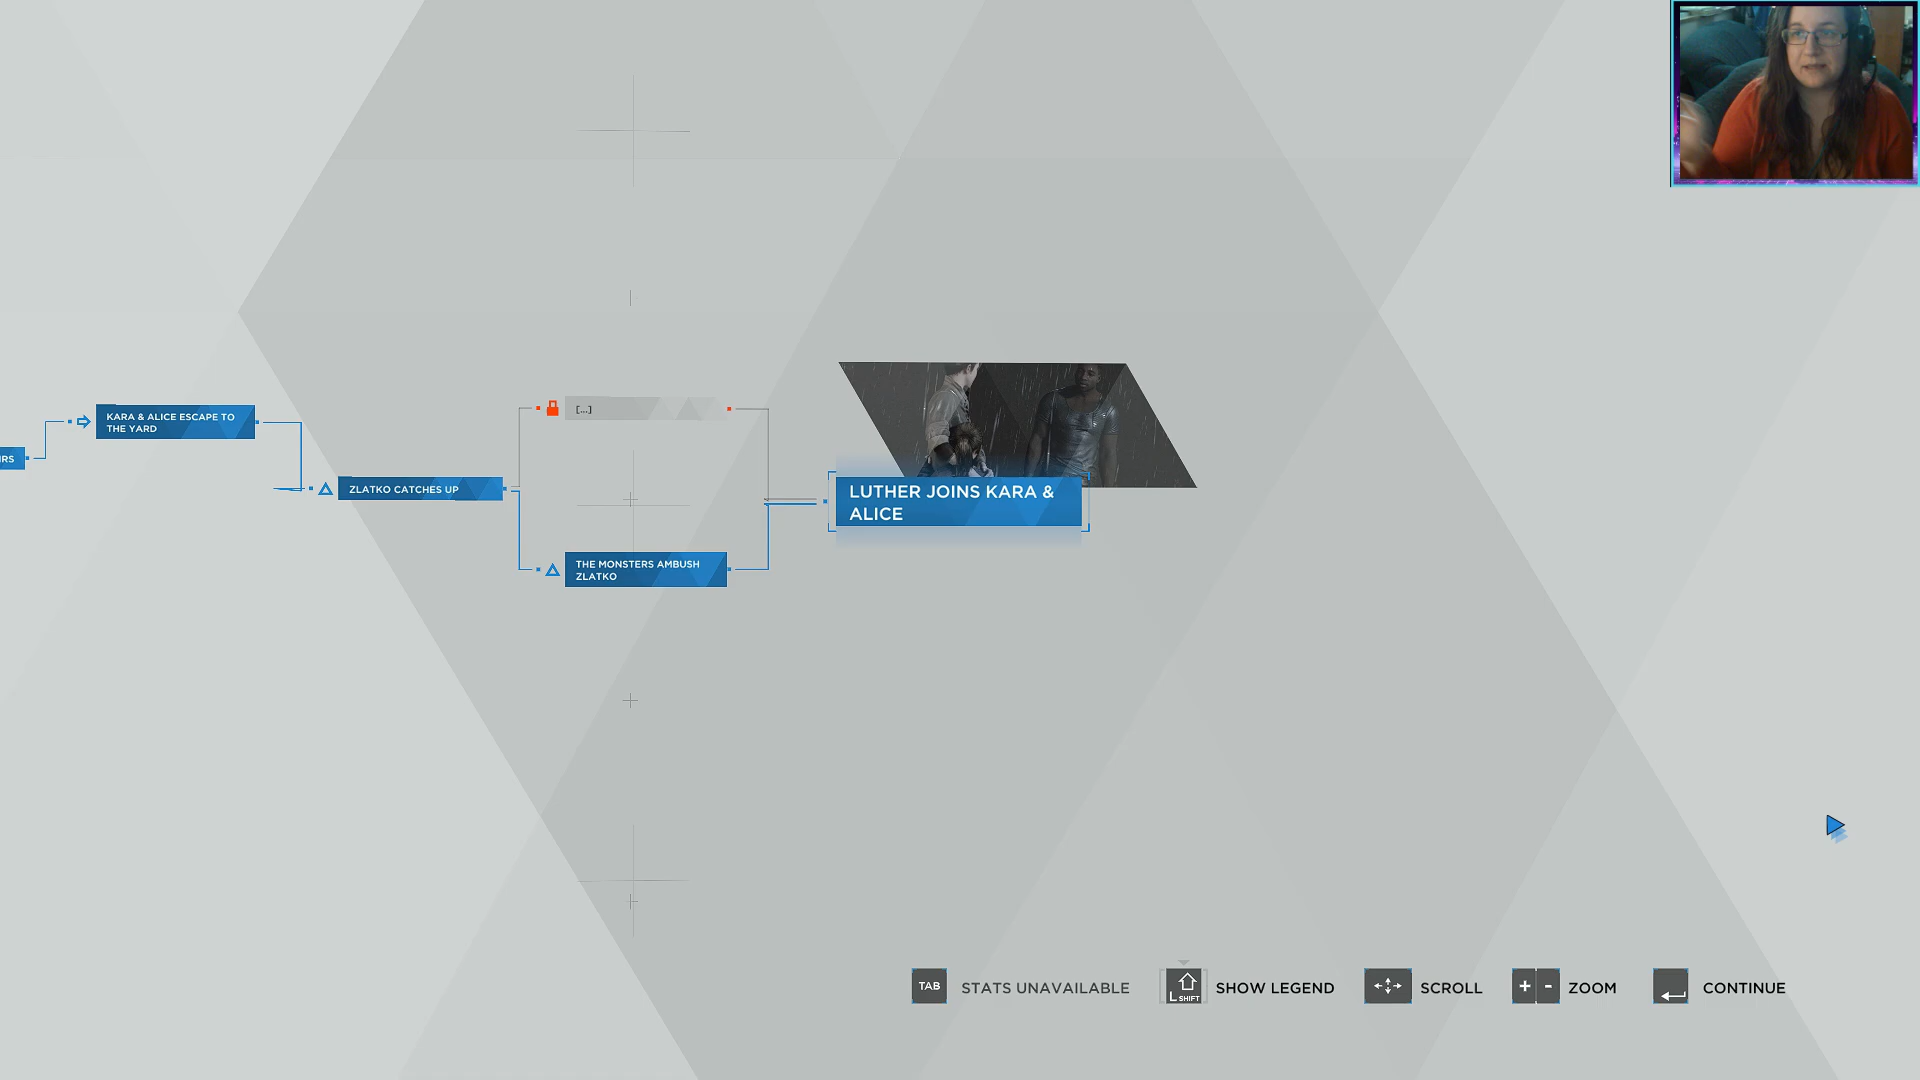 KARA & ALICE ESCAPE TO
THE YARD
IRS
ZLATKO CATCHES UP
[...]
THE MONSTERS AMBUSH
ZLATKO
LUTHER JOINS KARA &
ALICE
TAB STATS UNAVAILABLE
L SHIFT SHOW LEGEND
SCROLL
+ - ZOOM
CONTINUE